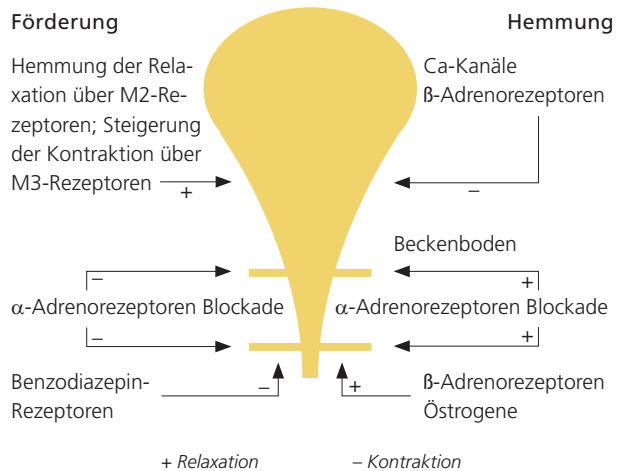 Förderung
Hemmung der Rela-
xation über M2-Re-
zeptoren; Steigerung
der Kontraktion über
M3-Rezeptoren
+
–
α-Adrenorezeptoren Blockade
–
Benzodiazepin-
Rezeptoren
–
Hemmung
Ca-Kanäle
ß-Adrenorezeptoren
–
Beckenboden
+
α-Adrenorezeptoren Blockade
+
+
ß-Adrenorezeptoren
Östrogene
+ Relaxation
– Kontraktion